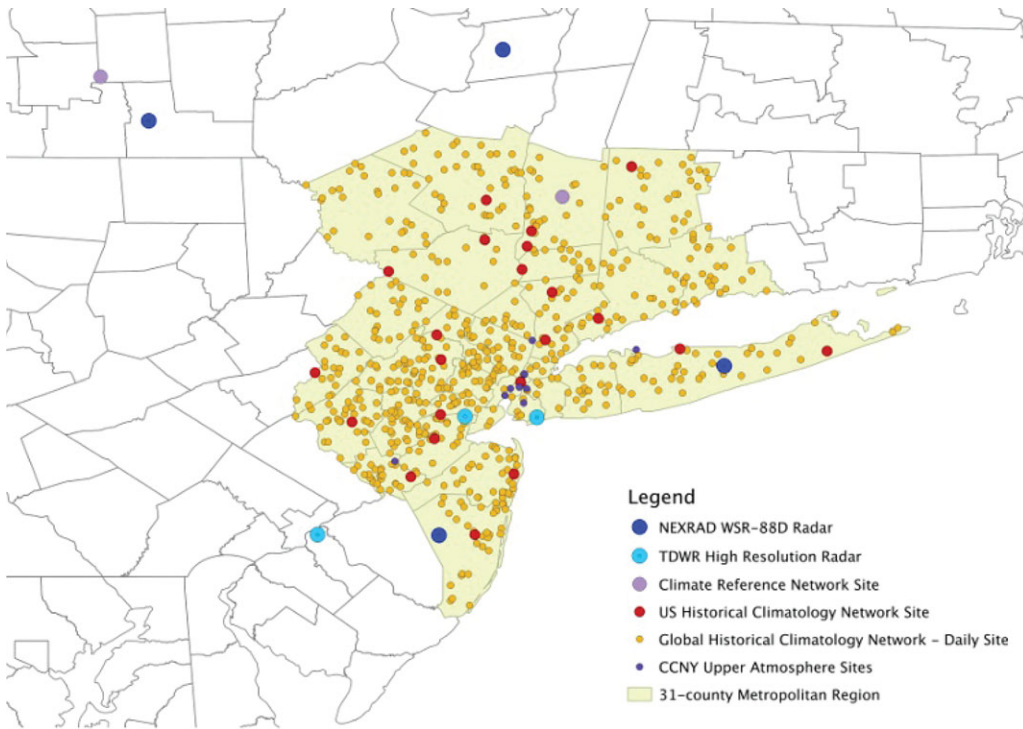 Legend
NEXRAD WSR-88D Radar
TDWR High Resolution Radar
Climate Reference Network Site
US Historical Climatology Network Site
Global Historical Climatology Network - Daily Site
CCNY Upper Atmosphere Sites
31-county Metropolitan Region